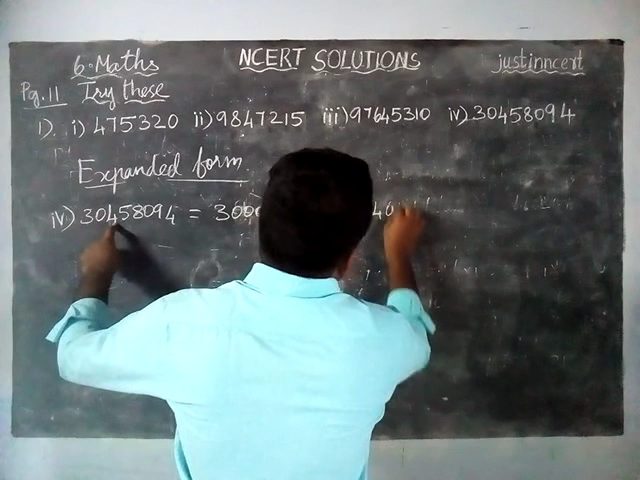 6. Maths NCERT SOLUTIONS justinncert
Pg. 11 Try these
1). i) 475320 ii) 9847215 iii) 97645310 iv) 30458094
Expanded form
iv) 30458094 = 300 40